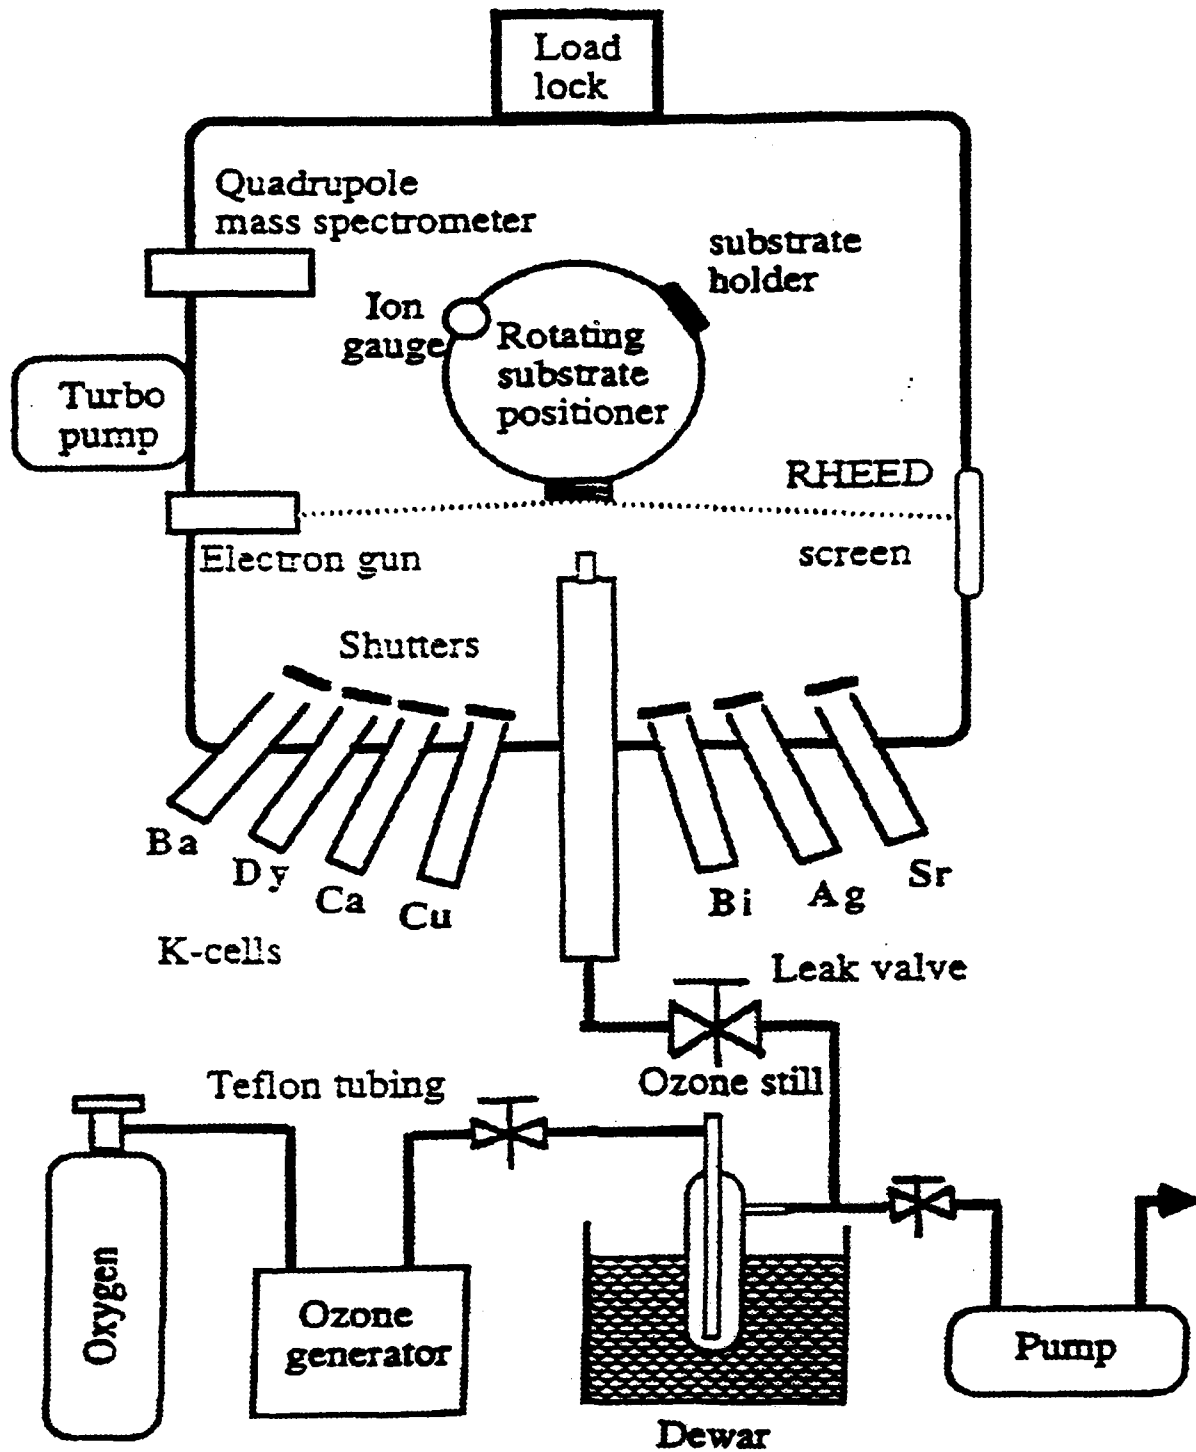 Load
lock
Quadrupole
mass spectrometer
substrate
holder
Ion
gauge
Rotating
substrate
positioner
Turbo
pump
RHEED
screen
Electron gun
Shutters
Ba
Dy
Ca
Cu
Bi
Ag
Sr
K-cells
Leak valve
Teflon tubing
Ozone still
Oxygen
Ozone
generator
Pump
Dewar